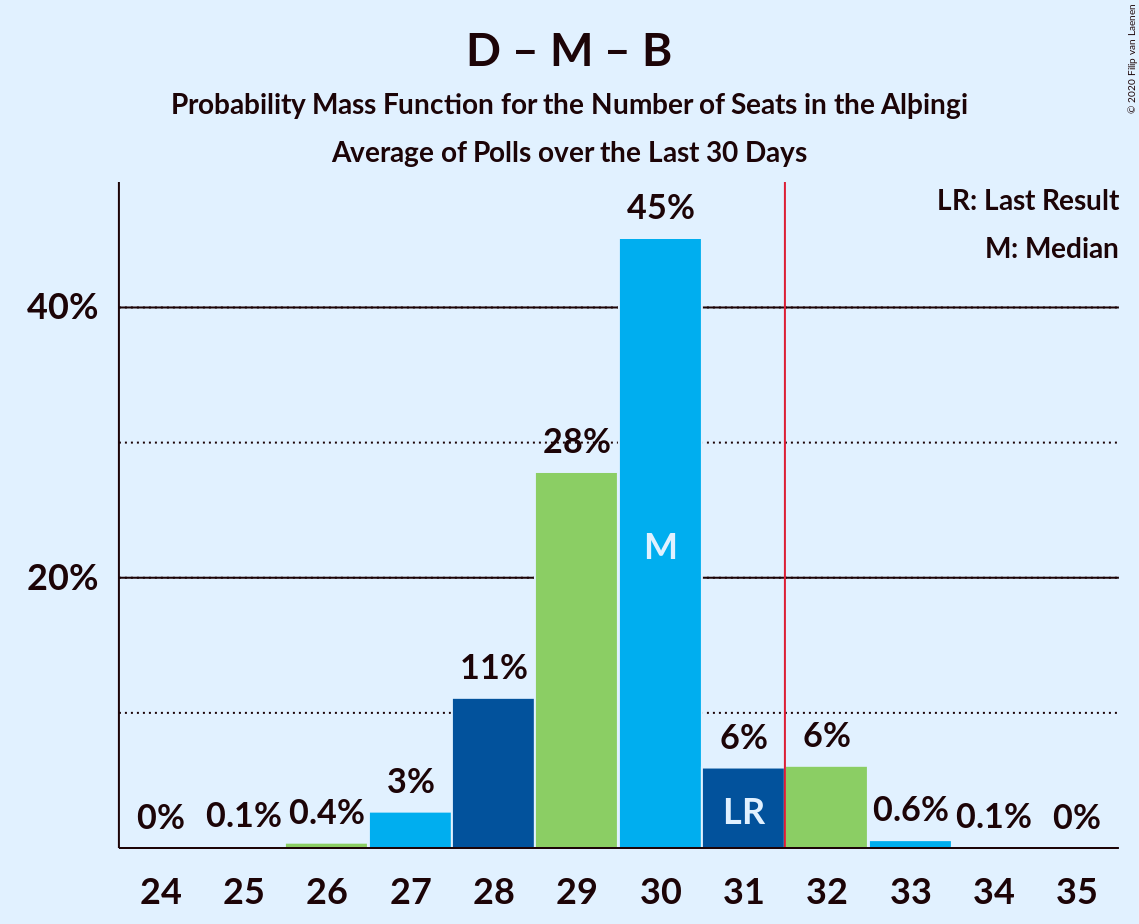 D – M – B
Probability Mass Function for the Number of Seats in the Alþingi
Average of Polls over the Last 30 Days
© 2020 Filip van Laenen
LR: Last Result
M: Median
40%
20%
0%
0.1%
0.4%
3%
11%
28%
45%
6%
6%
0.6%
0.1%
0%
M
LR
24 25 26 27 28 29 30 31 32 33 34 35